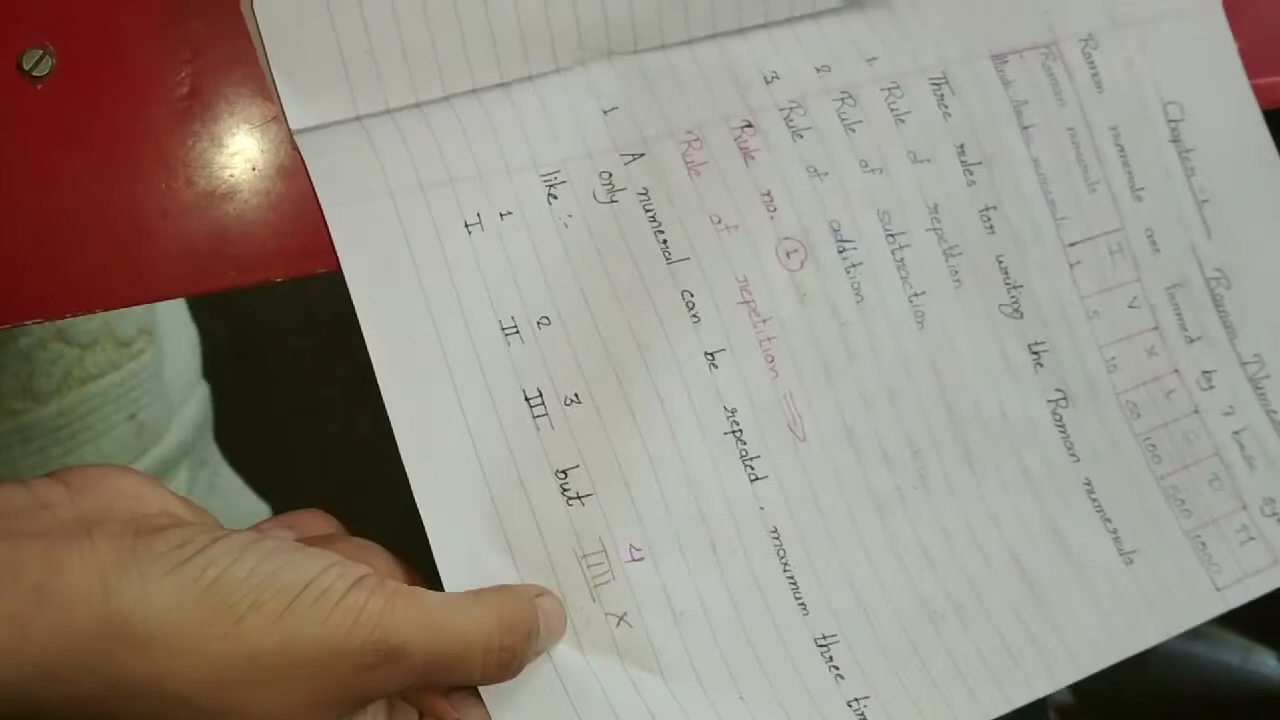 Chapter-1 Roman Nume
Roman numerals are formed by 7 basic sy
Roman numerals I V X L C D M
numerals 1 5 10 50 100 500 1000
Three rules for writing the Roman numerals
1. Rule of repetition
2 Rule of subtraction
3 Rule of addition
Rule no. 1
Rule of repetition ⇒
1 A numeral can be repeated, maximum three tim
only
like :-
1 2 3 4
I II III but IIII X